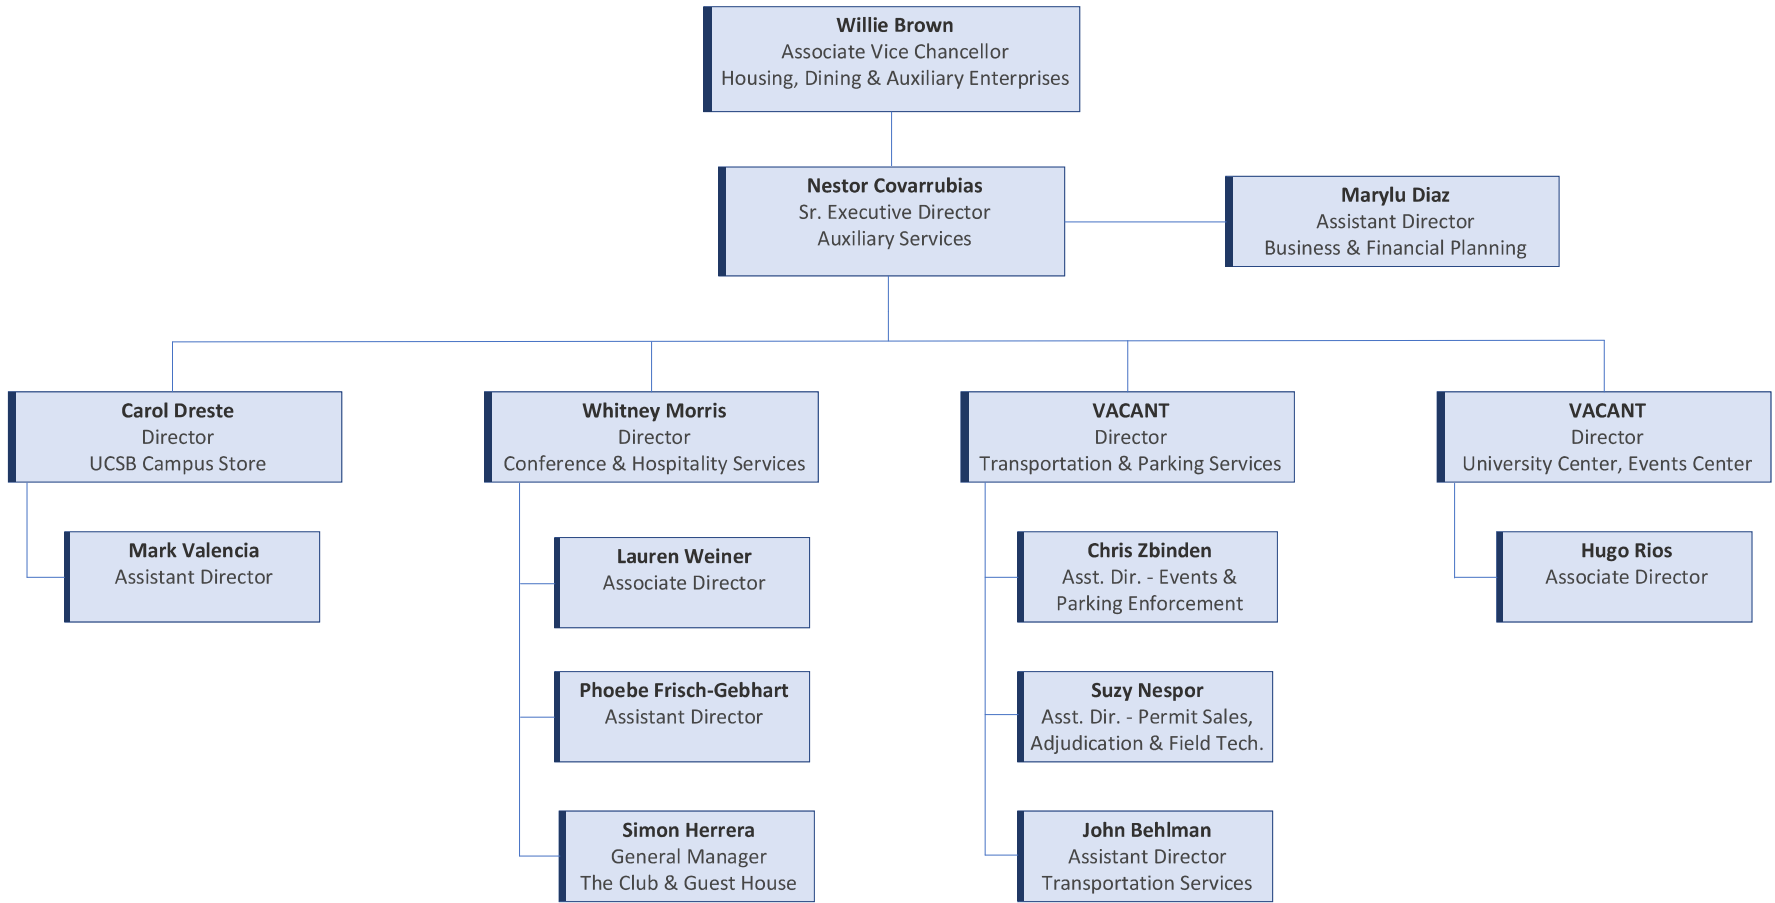 Willie Brown
Associate Vice Chancellor
Housing, Dining & Auxiliary Enterprises
Nestor Covarrubias
Sr. Executive Director
Auxiliary Services
Marylu Diaz
Assistant Director
Business & Financial Planning
Carol Dreste
Director
UCSB Campus Store
Mark Valencia
Assistant Director
Whitney Morris
Director
Conference & Hospitality Services
Lauren Weiner
Associate Director
Phoebe Frisch-Gebhart
Assistant Director
Simon Herrera
General Manager
The Club & Guest House
VACANT
Director
Transportation & Parking Services
Chris Zbinden
Asst. Dir. - Events &
Parking Enforcement
Suzy Nespor
Asst. Dir. - Permit Sales,
Adjudication & Field Tech.
John Behlman
Assistant Director
Transportation Services
VACANT
Director
University Center, Events Center
Hugo Rios
Associate Director